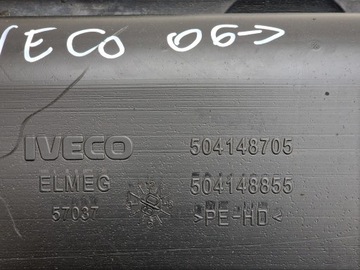 IVECO 06->
IVECO 504148705
ELMEG 504148855
57037 >PE-HD<